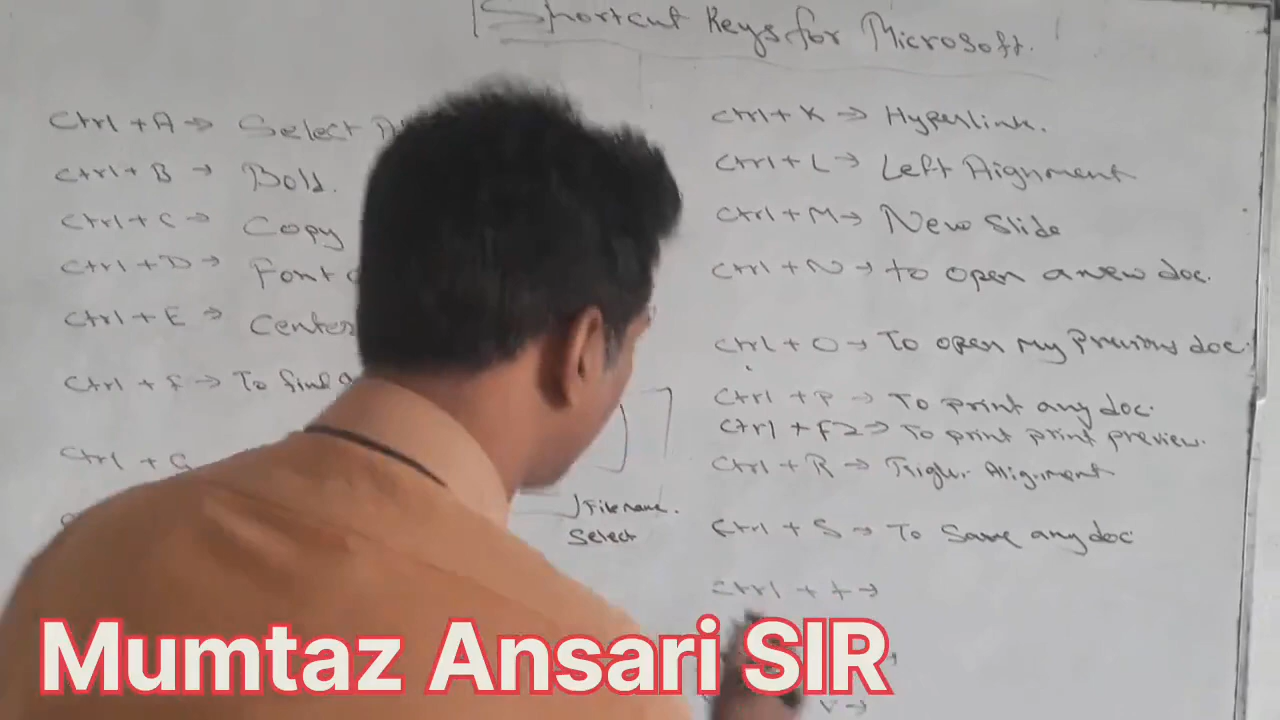 Shortcut Keys for Microsoft.
Ctrl + A → Select
Ctrl + B → Bold.
Ctrl + C → Copy
Ctrl + D → Font
Ctrl + E → Center
Ctrl + F → To find
Ctrl + G
Ctrl + K → Hyperlink.
Ctrl + L → Left Alignment
Ctrl + M → New Slide
Ctrl + N → to open a new doc.
Ctrl + O → To open my Previous doc.
Ctrl + P → To print any doc.
Ctrl + F2 → To print print preview.
Ctrl + R → Alignment
) File name.
Select
Ctrl + S → To Save any doc
Ctrl + t →
V →
Mumtaz Ansari SIR